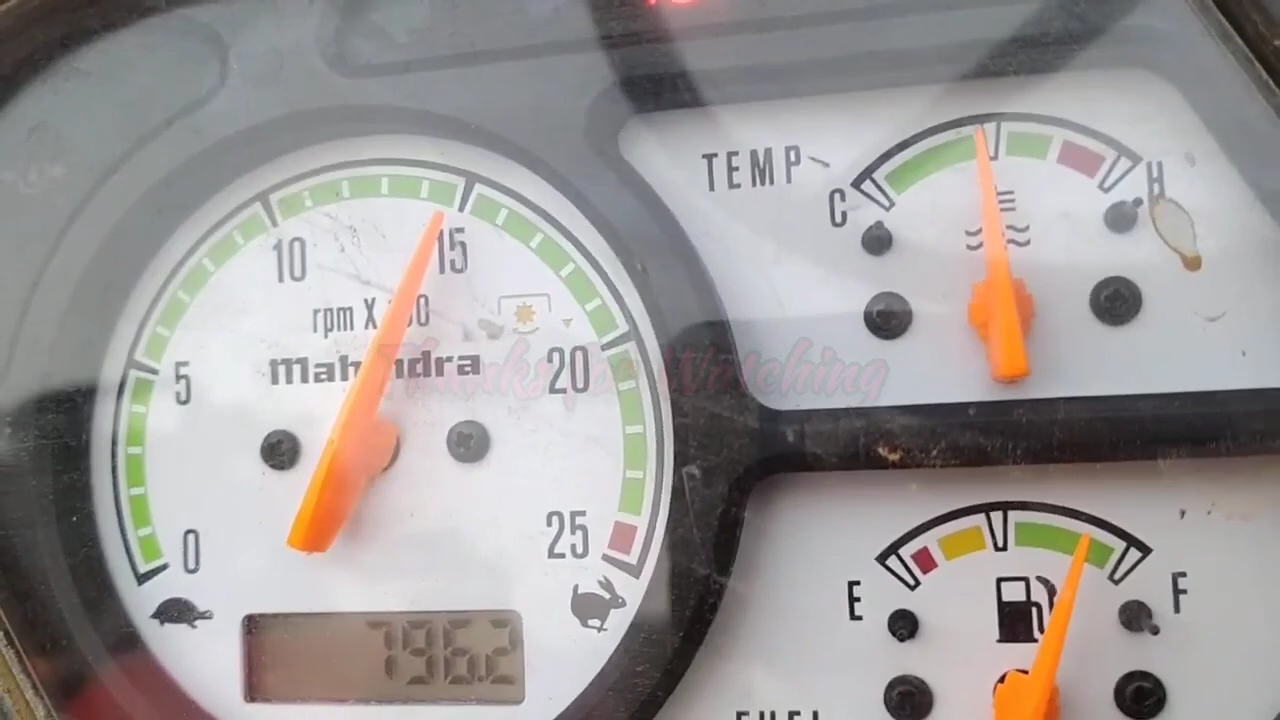 TEMP
C
H
10
15
rpm X 100
Mahindra
5
20
Thanks for Watching
0
25
E
F
796.2
FUEL